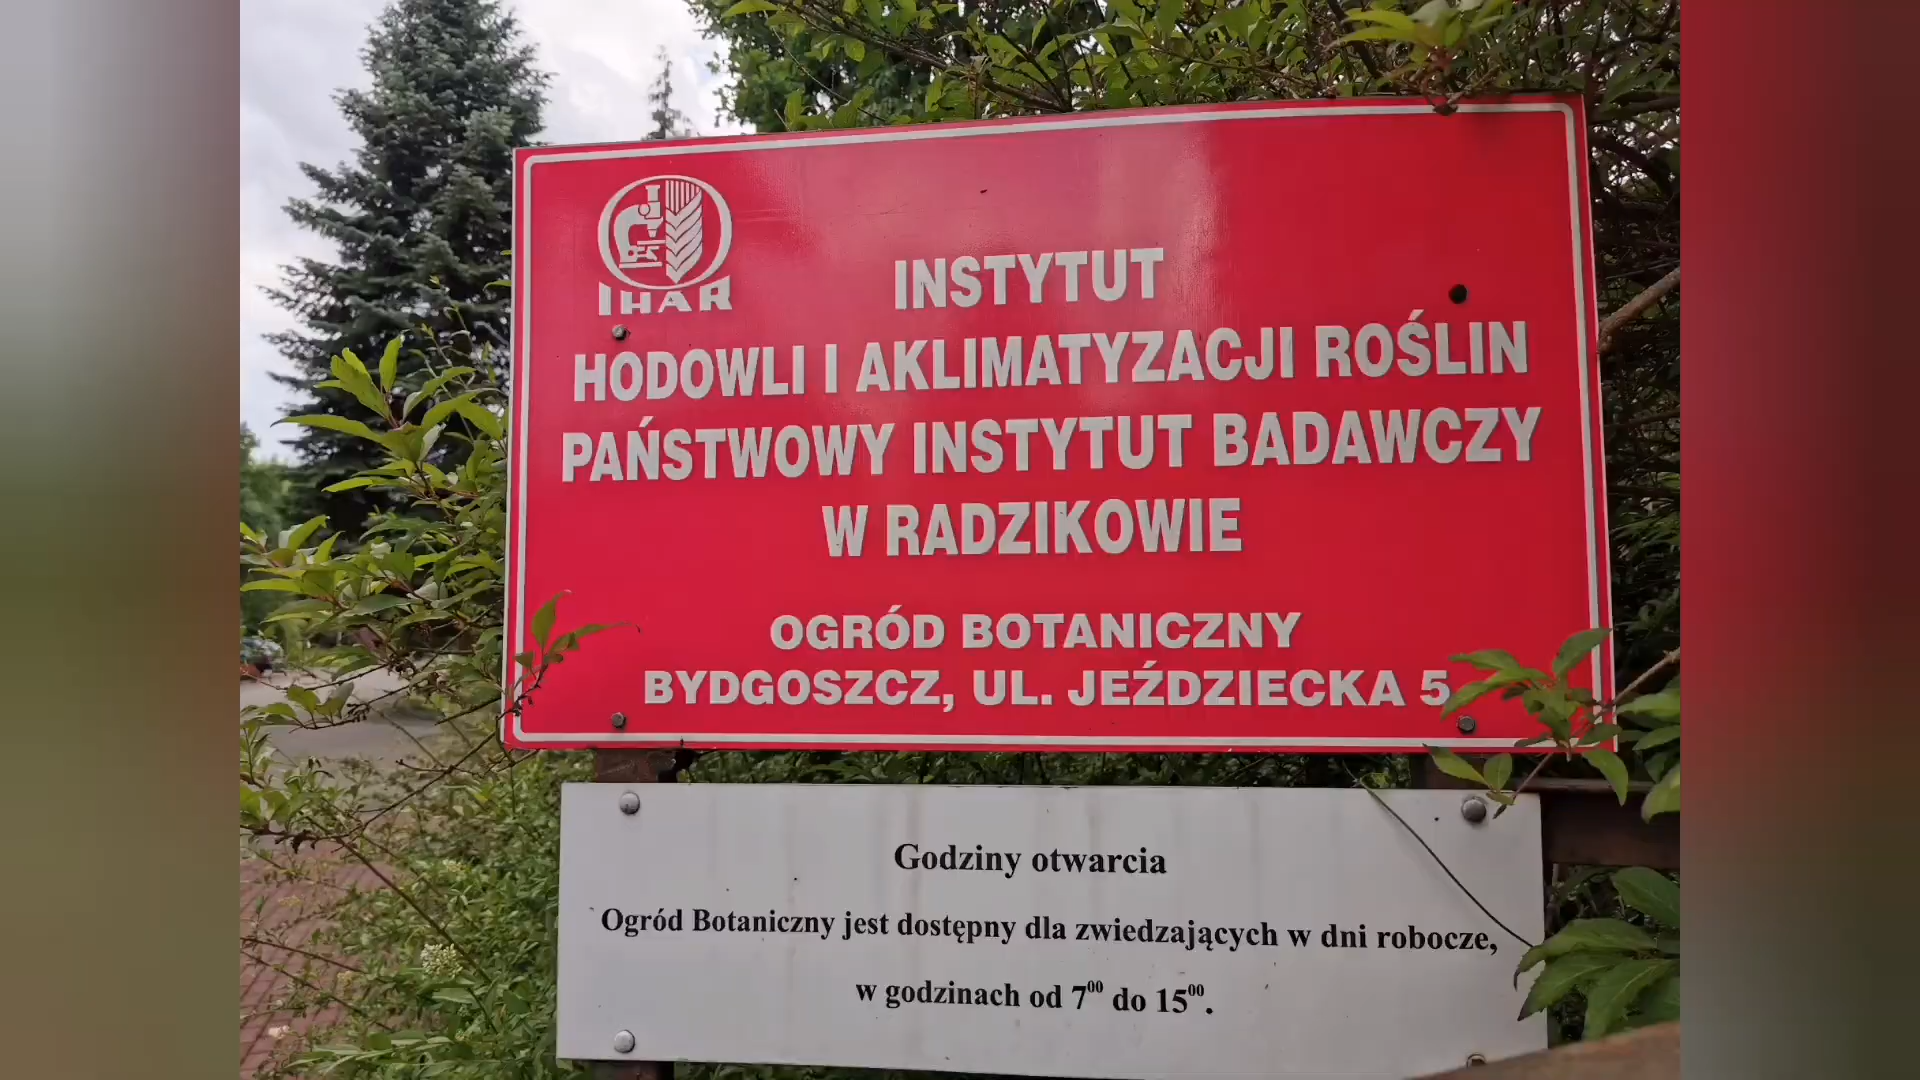 IHAR
INSTYTUT
HODOWLI I AKLIMATYZACJI ROŚLIN
PAŃSTWOWY INSTYTUT BADAWCZY
W RADZIKOWIE
OGRÓD BOTANICZNY
BYDGOSZCZ, UL. JEŹDZIECKA 5
Godziny otwarcia
Ogród Botaniczny jest dostępny dla zwiedzających w dni robocze,
w godzinach od 7⁰⁰ do 15⁰⁰.